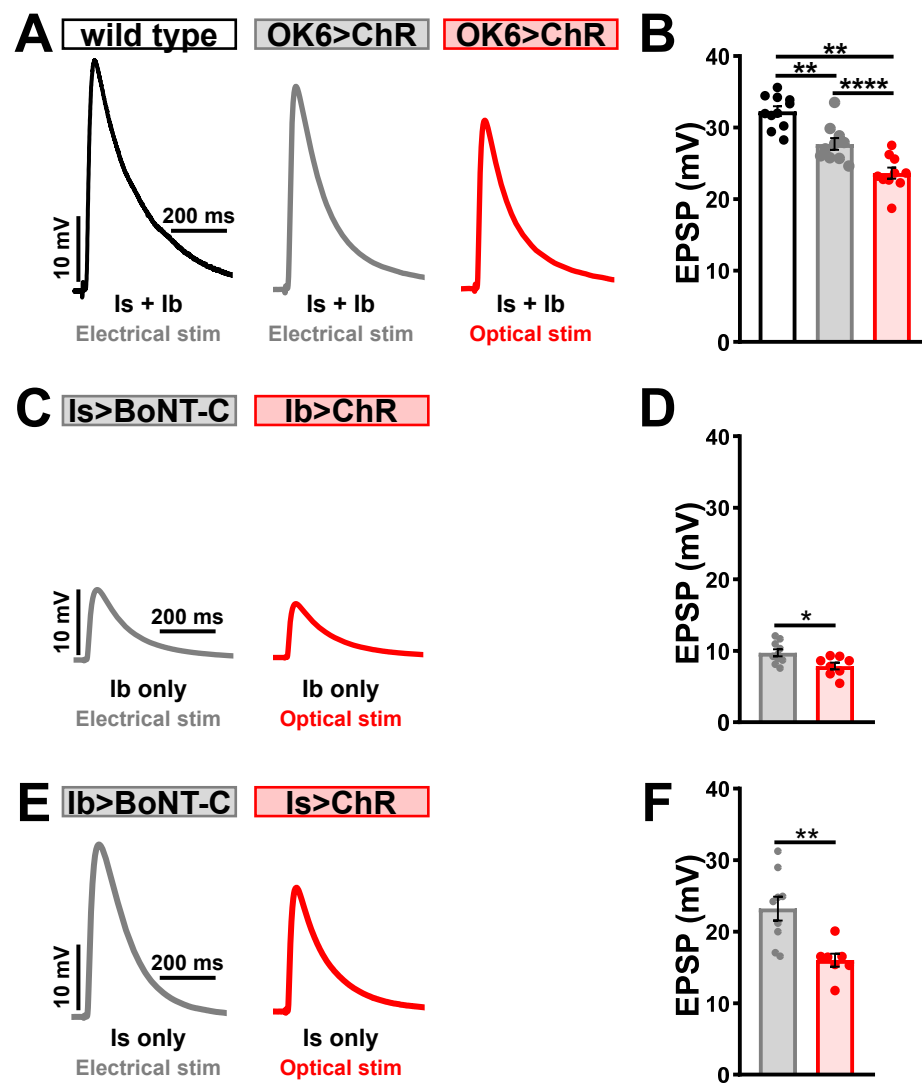 A
wild type
OK6>ChR
OK6>ChR
10 mV
200 ms
Is + Ib
Electrical stim
Is + Ib
Electrical stim
Is + Ib
Optical stim
B
EPSP (mV)
40
30
20
10
0
**
**
****
C
Is>BoNT-C
Ib>ChR
10 mV
200 ms
Ib only
Electrical stim
Ib only
Optical stim
D
EPSP (mV)
40
30
20
10
0
*
E
Ib>BoNT-C
Is>ChR
10 mV
200 ms
Is only
Electrical stim
Is only
Optical stim
F
EPSP (mV)
40
30
20
10
0
**